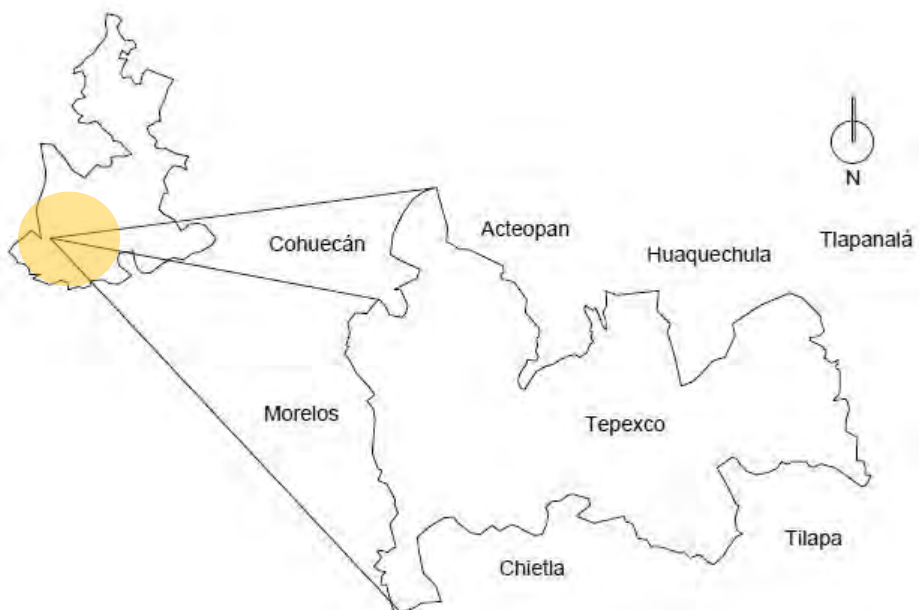 N
Acteopan
Cohuecán
Huaquechula
Tlapanalá
Morelos
Tepexco
Tilapa
Chietla